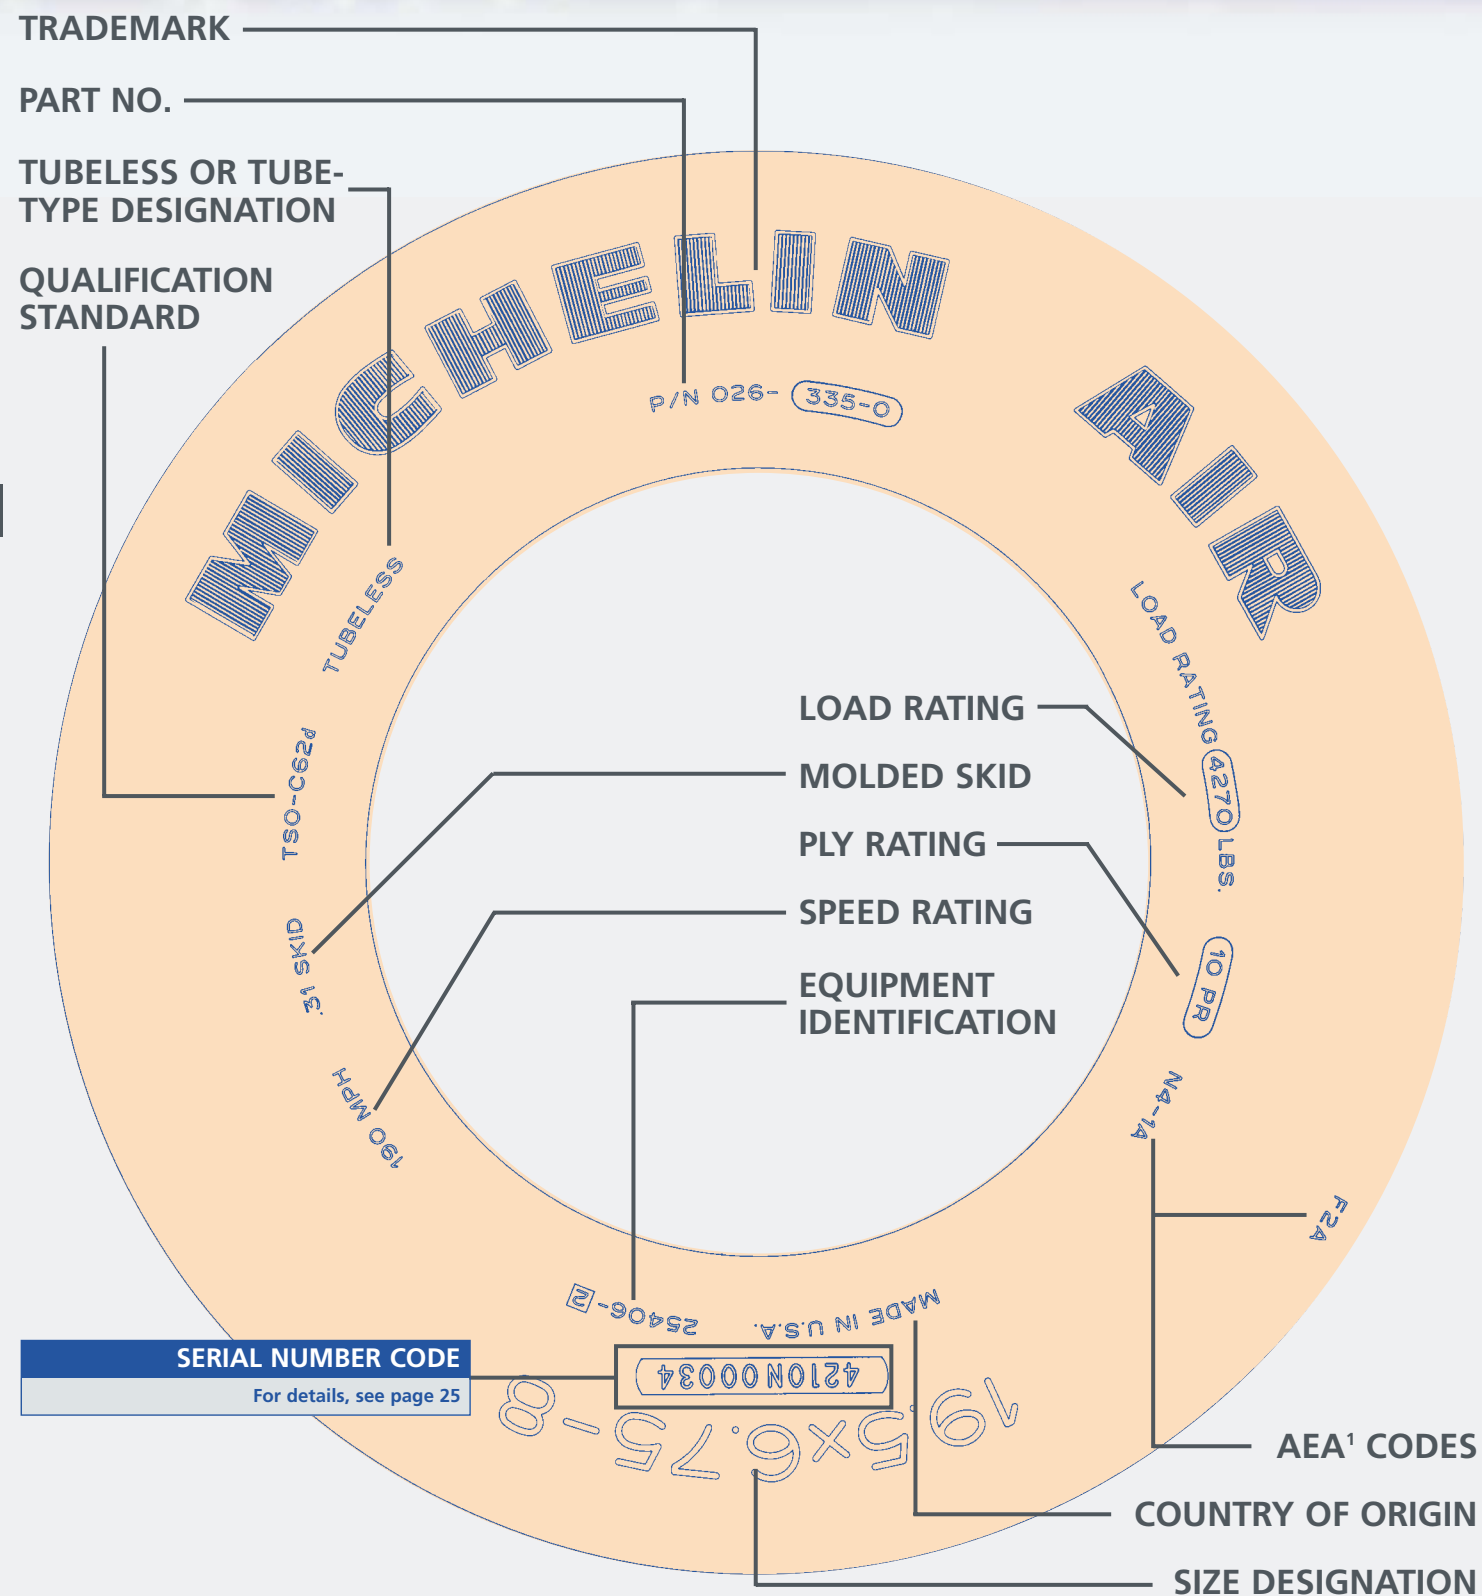 TRADEMARK
PART NO.
TUBELESS OR TUBE-
TYPE DESIGNATION
QUALIFICATION
STANDARD
MICHELIN AIR
P/N 026- 335-0
TUBELESS
LOAD RATING 4270 LBS.
TSO-C62d
LOAD RATING
MOLDED SKID
PLY RATING
SPEED RATING
EQUIPMENT
IDENTIFICATION
.31 SKID
10 PR
190 MPH
N4-1A
F2A
MADE IN U.S.A.
25406-2
SERIAL NUMBER CODE
For details, see page 25
4210N00034
19.5x6.75-8
AEA¹ CODES
COUNTRY OF ORIGIN
SIZE DESIGNATION